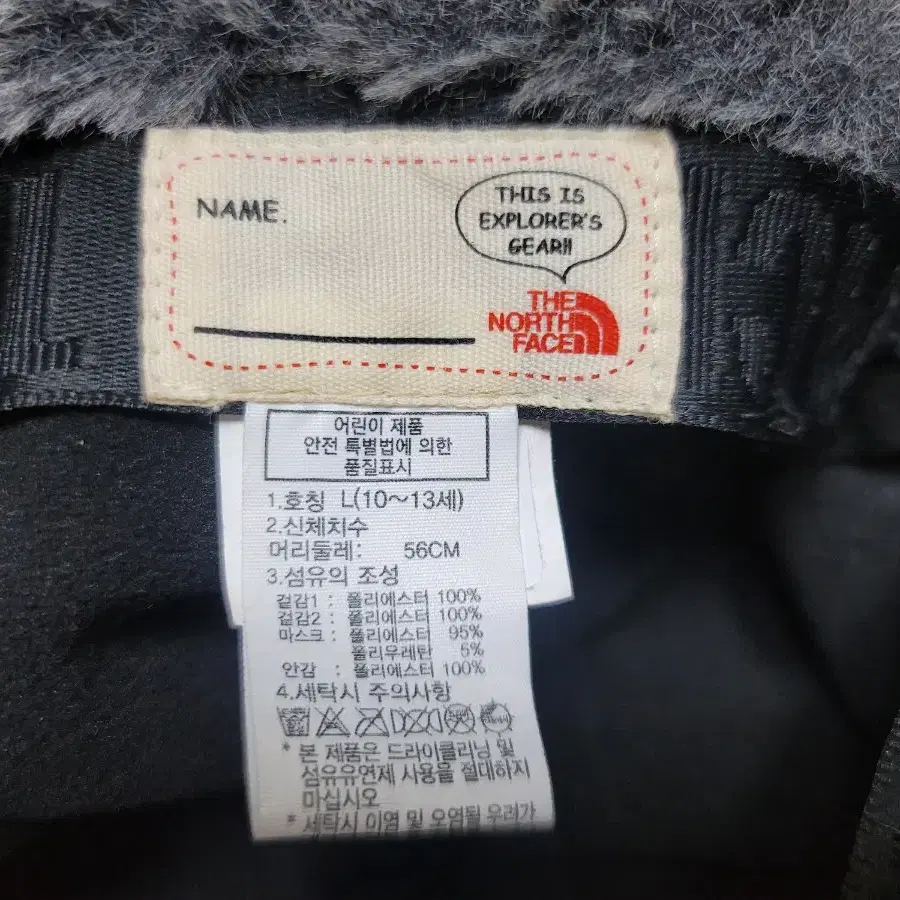 NAME.
THIS IS
EXPLORER'S
GEAR!!
THE
NORTH
FACE
어린이 제품
안전 특별법에 의한
품질표시
1.호칭 L(10~13세)
2.신체치수
머리둘레: 56CM
3.섬유의 조성
겉감1 : 폴리에스터 100%
겉감2 : 폴리에스터 100%
마스크 : 폴리에스터 95%
폴리우레탄 5%
안감 : 폴리에스터 100%
4.세탁시 주의사항
* 본 제품은 드라이클리닝 및
섬유유연제 사용을 절대하지
마십시오
* 세탁시 이염 및 오염될 우려가